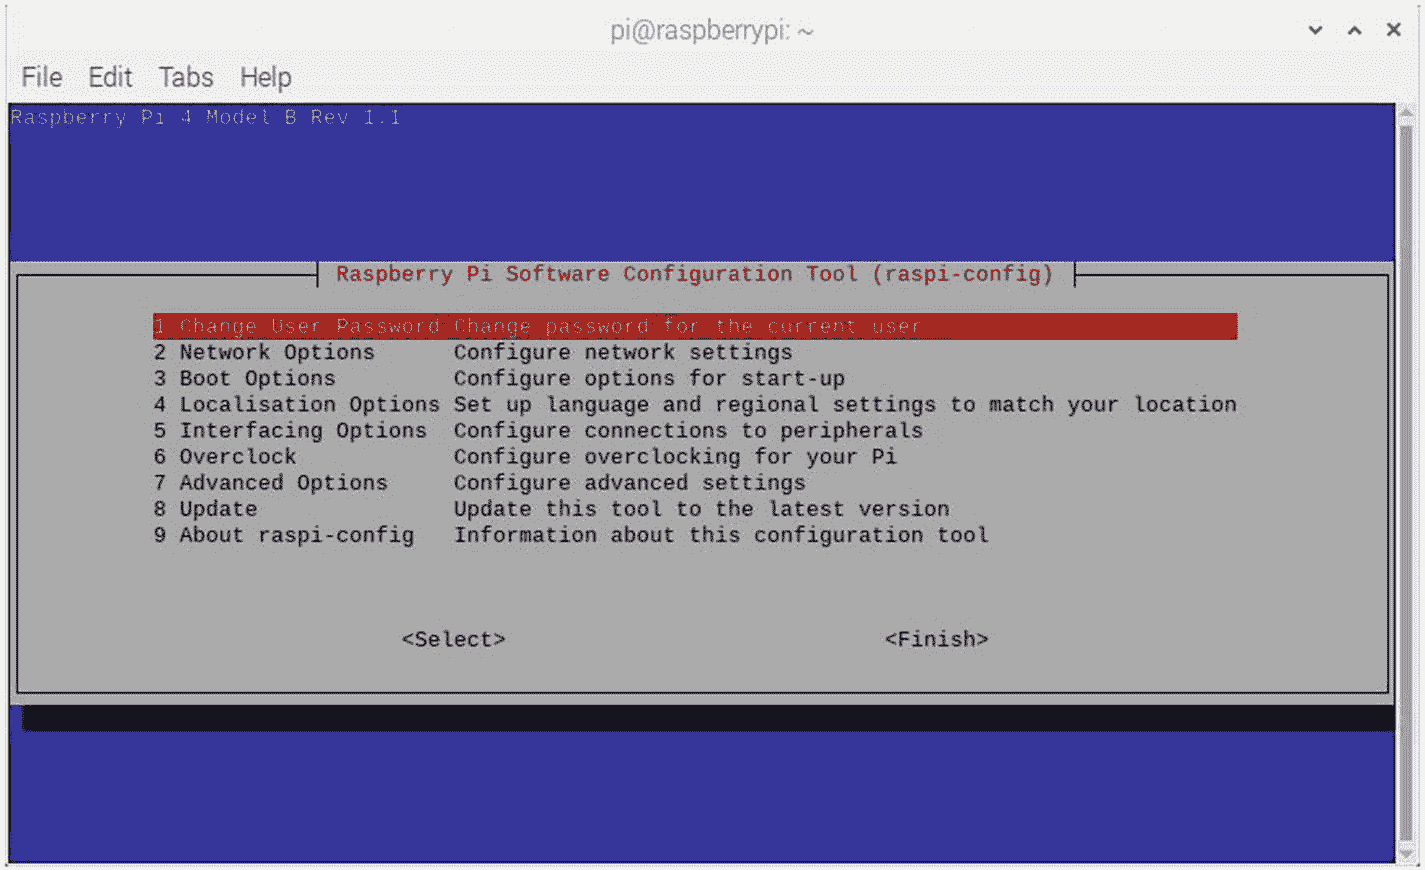 pi@raspberrypi: ~
File Edit Tabs Help
Raspberry Pi 4 Model B Rev 1.1
Raspberry Pi Software Configuration Tool (raspi-config)
1 Change User Password Change password for the current user
2 Network Options Configure network settings
3 Boot Options Configure options for start-up
4 Localisation Options Set up language and regional settings to match your location
5 Interfacing Options Configure connections to peripherals
6 Overclock Configure overclocking for your Pi
7 Advanced Options Configure advanced settings
8 Update Update this tool to the latest version
9 About raspi-config Information about this configuration tool
<Select> <Finish>